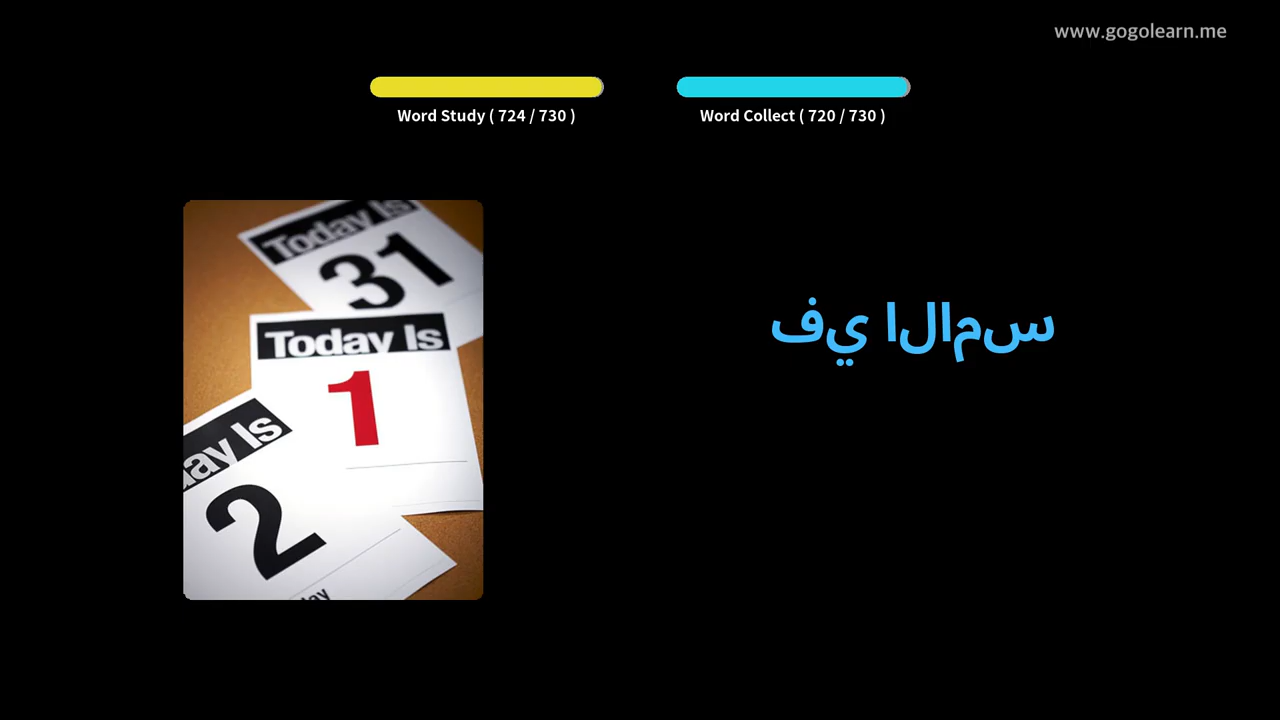 www.gogolearn.me
Word Study ( 724 / 730 )
Word Collect ( 720 / 730 )
Today Is
31
Today Is
1
day Is
2
في الامس